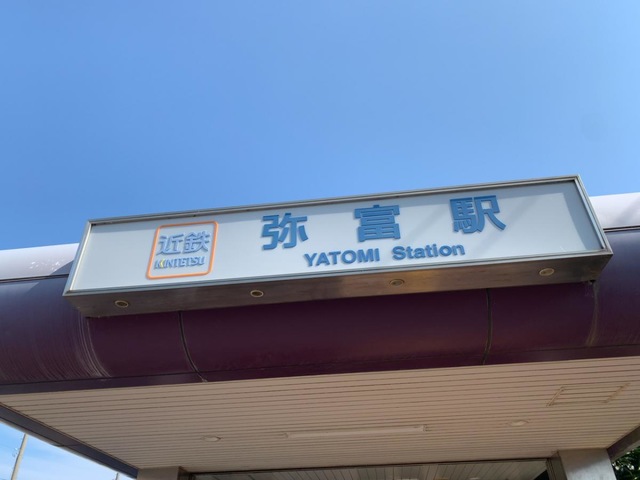 近鉄
KINTETSU
弥富駅
YATOMI Station